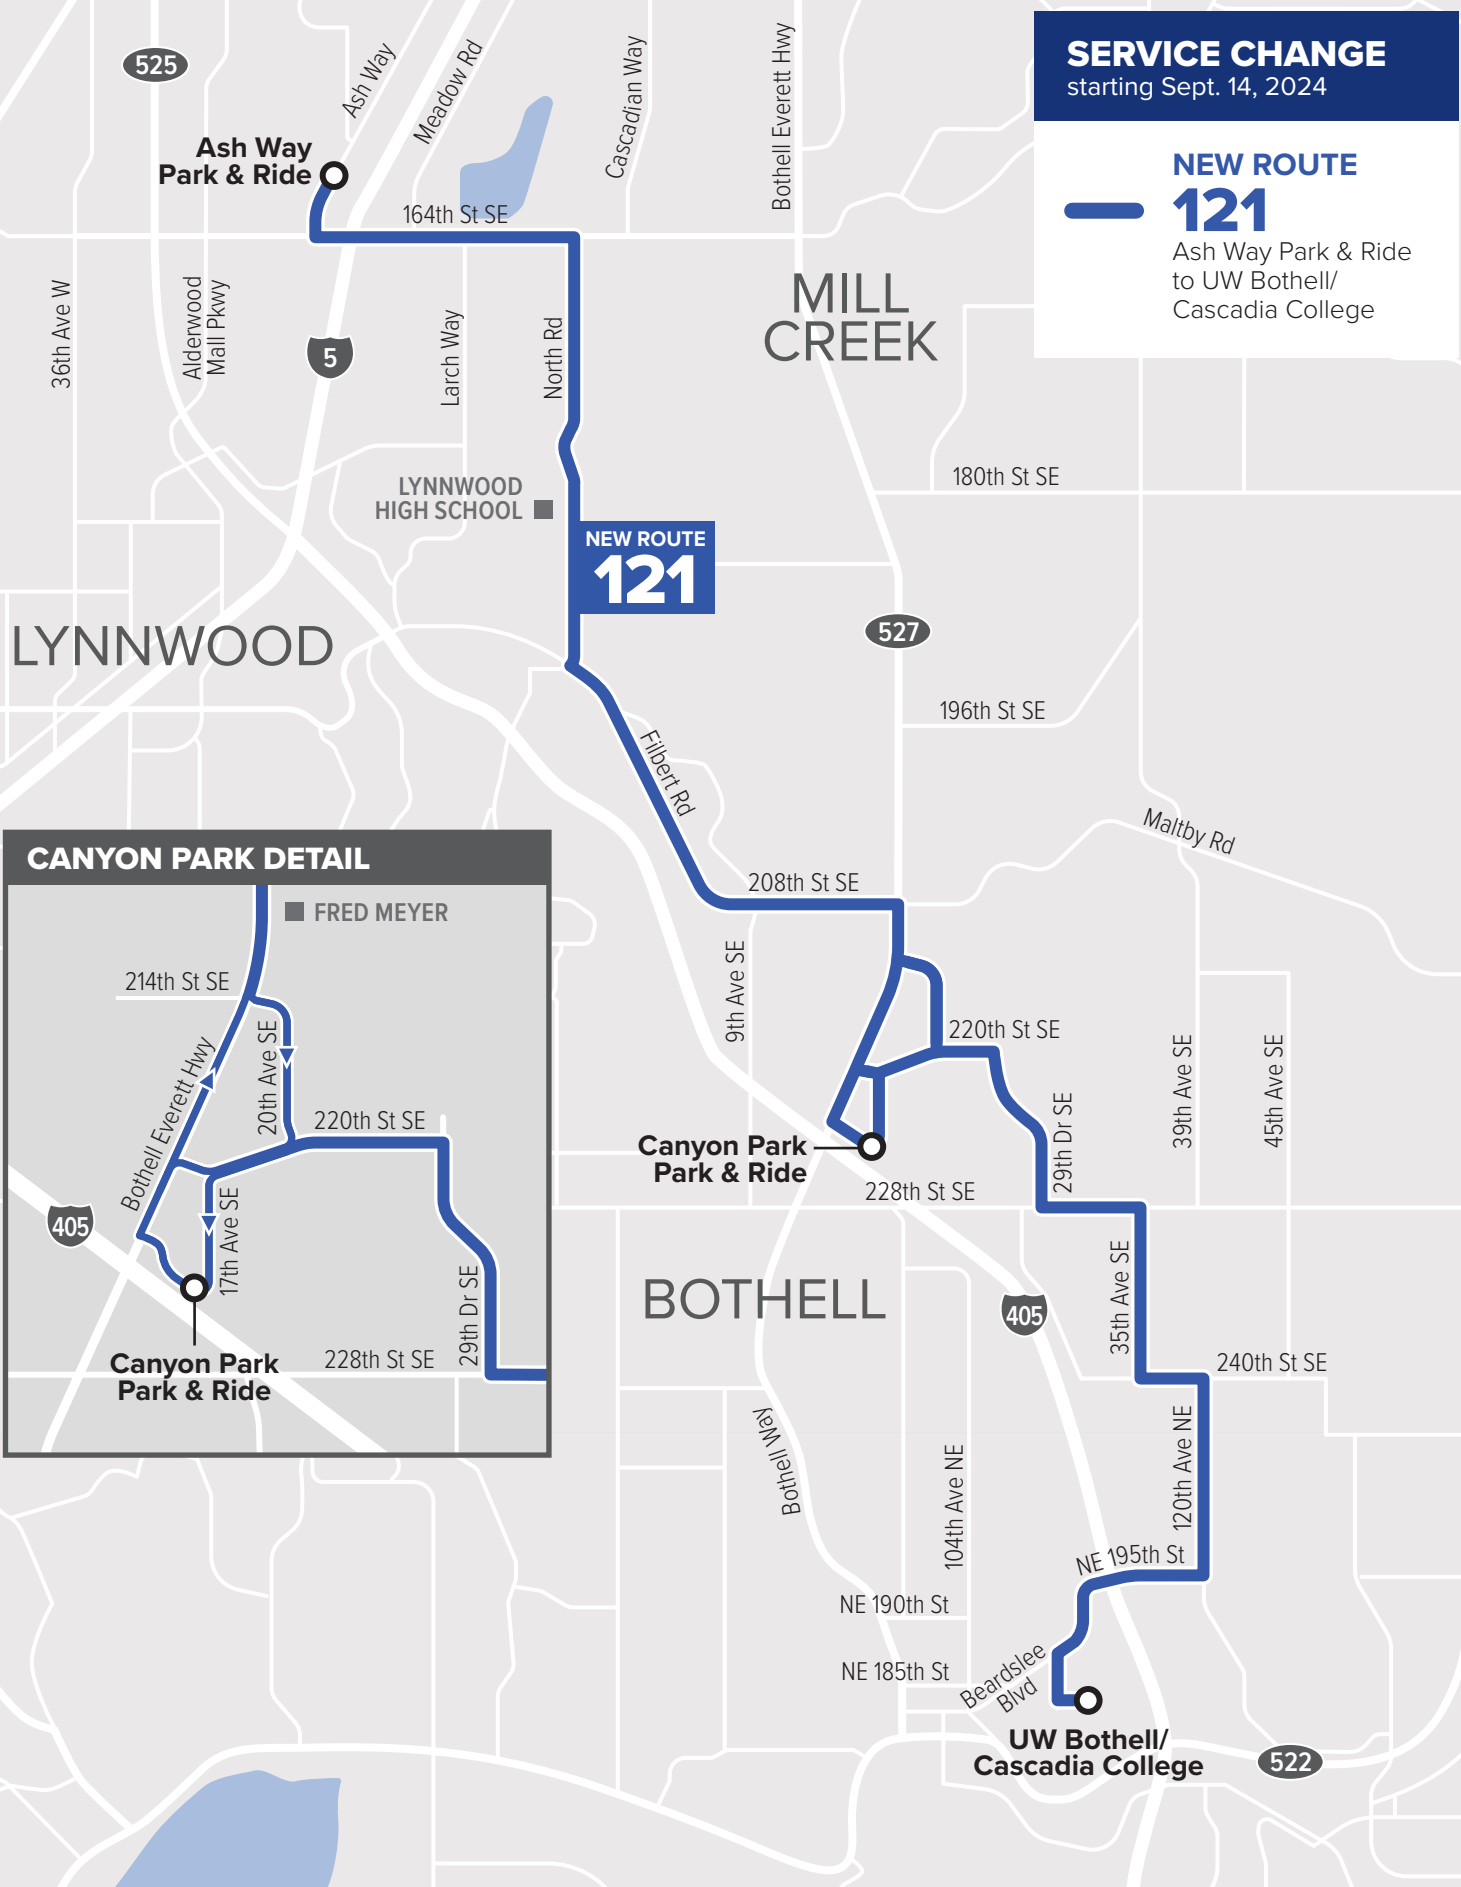 SERVICE CHANGE
starting Sept. 14, 2024
NEW ROUTE
121
Ash Way Park & Ride
to UW Bothell/
Cascadia College
525
Ash Way
Meadow Rd
Cascadian Way
Bothell Everett Hwy
Ash Way
Park & Ride
164th St SE
36th Ave W
Alderwood
Mall Pkwy
5
Larch Way
North Rd
MILL
CREEK
180th St SE
LYNNWOOD
HIGH SCHOOL
NEW ROUTE
121
LYNNWOOD
527
196th St SE
Filbert Rd
Maltby Rd
208th St SE
9th Ave SE
220th St SE
39th Ave SE
45th Ave SE
29th Dr SE
Canyon Park
Park & Ride
228th St SE
BOTHELL
405
35th Ave SE
240th St SE
Bothell Way
104th Ave NE
120th Ave NE
NE 195th St
NE 190th St
NE 185th St
Beardslee
Blvd
UW Bothell/
Cascadia College
522
CANYON PARK DETAIL
FRED MEYER
214th St SE
Bothell Everett Hwy
20th Ave SE
220th St SE
405
17th Ave SE
29th Dr SE
228th St SE
Canyon Park
Park & Ride